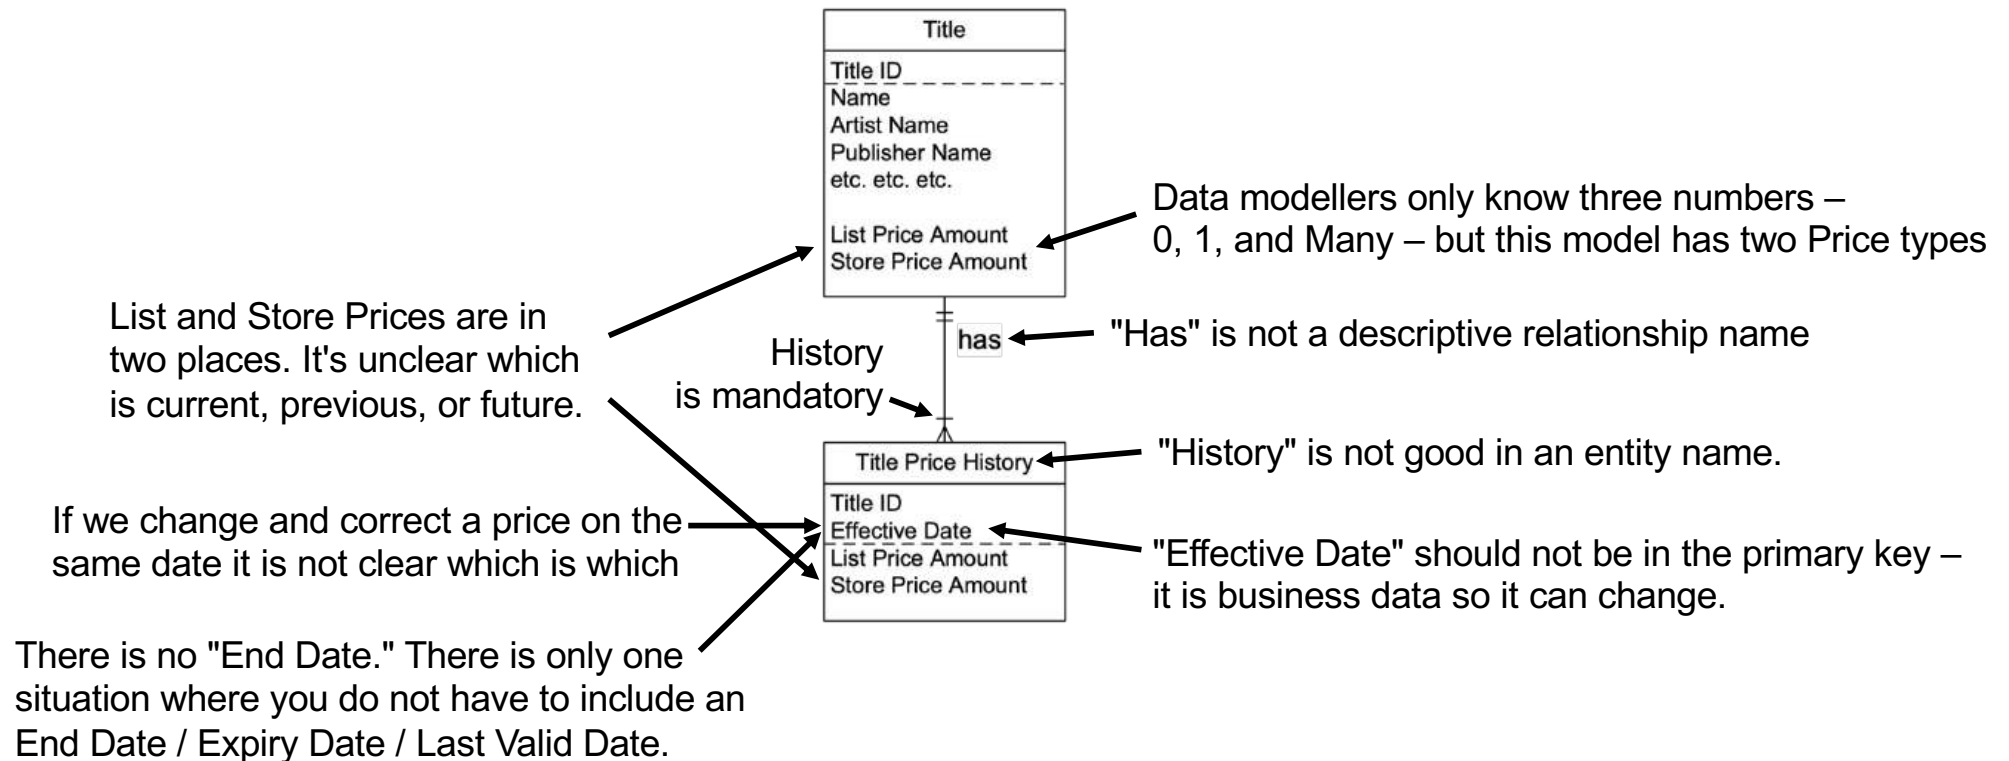 Title
Title ID
Name
Artist Name
Publisher Name
etc. etc. etc.
List Price Amount
Store Price Amount
Data modellers only know three numbers –
0, 1, and Many – but this model has two Price types
List and Store Prices are in
two places. It's unclear which
is current, previous, or future.
has
"Has" is not a descriptive relationship name
History
is mandatory
Title Price History
"History" is not good in an entity name.
Title ID
Effective Date
List Price Amount
Store Price Amount
If we change and correct a price on the
same date it is not clear which is which
"Effective Date" should not be in the primary key –
it is business data so it can change.
There is no "End Date." There is only one
situation where you do not have to include an
End Date / Expiry Date / Last Valid Date.